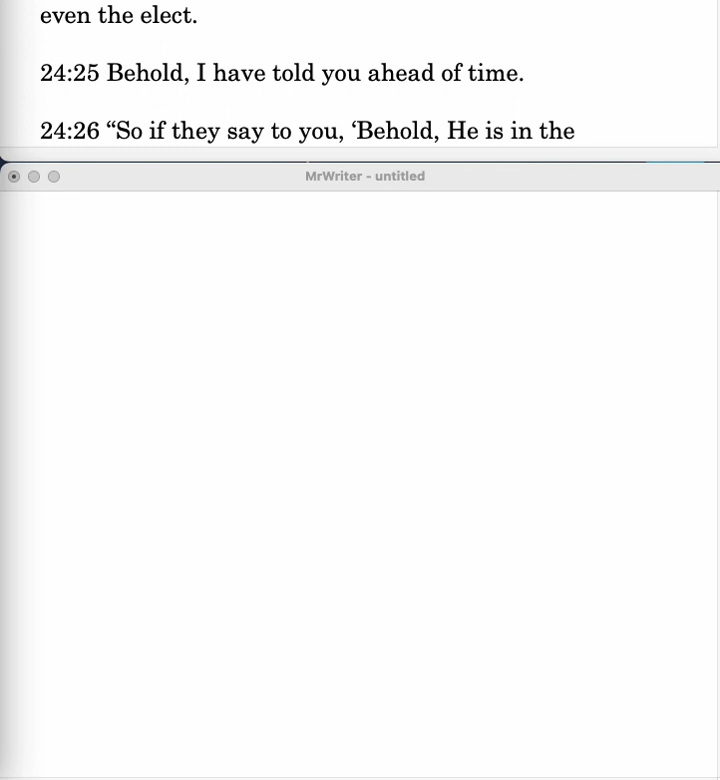 even the elect.
24:25 Behold, I have told you ahead of time.
24:26 “So if they say to you, ‘Behold, He is in the
MrWriter - untitled